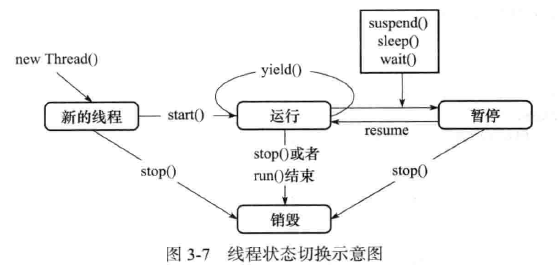 suspend()
sleep()
wait()
new Thread()
yield()
新的线程
start()
运行
暂停
resume
stop()
stop()或者
run()结束
stop()
销毁
图 3-7 线程状态切换示意图